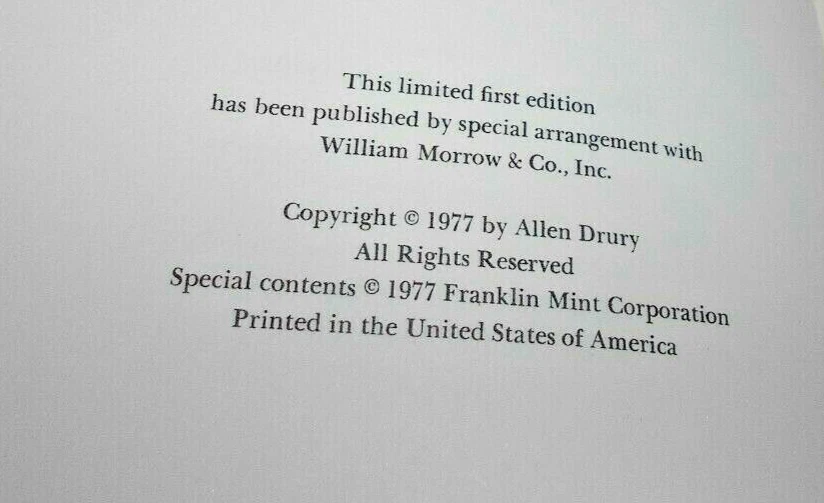 This limited first edition
has been published by special arrangement with
William Morrow & Co., Inc.
Copyright © 1977 by Allen Drury
All Rights Reserved
Special contents © 1977 Franklin Mint Corporation
Printed in the United States of America